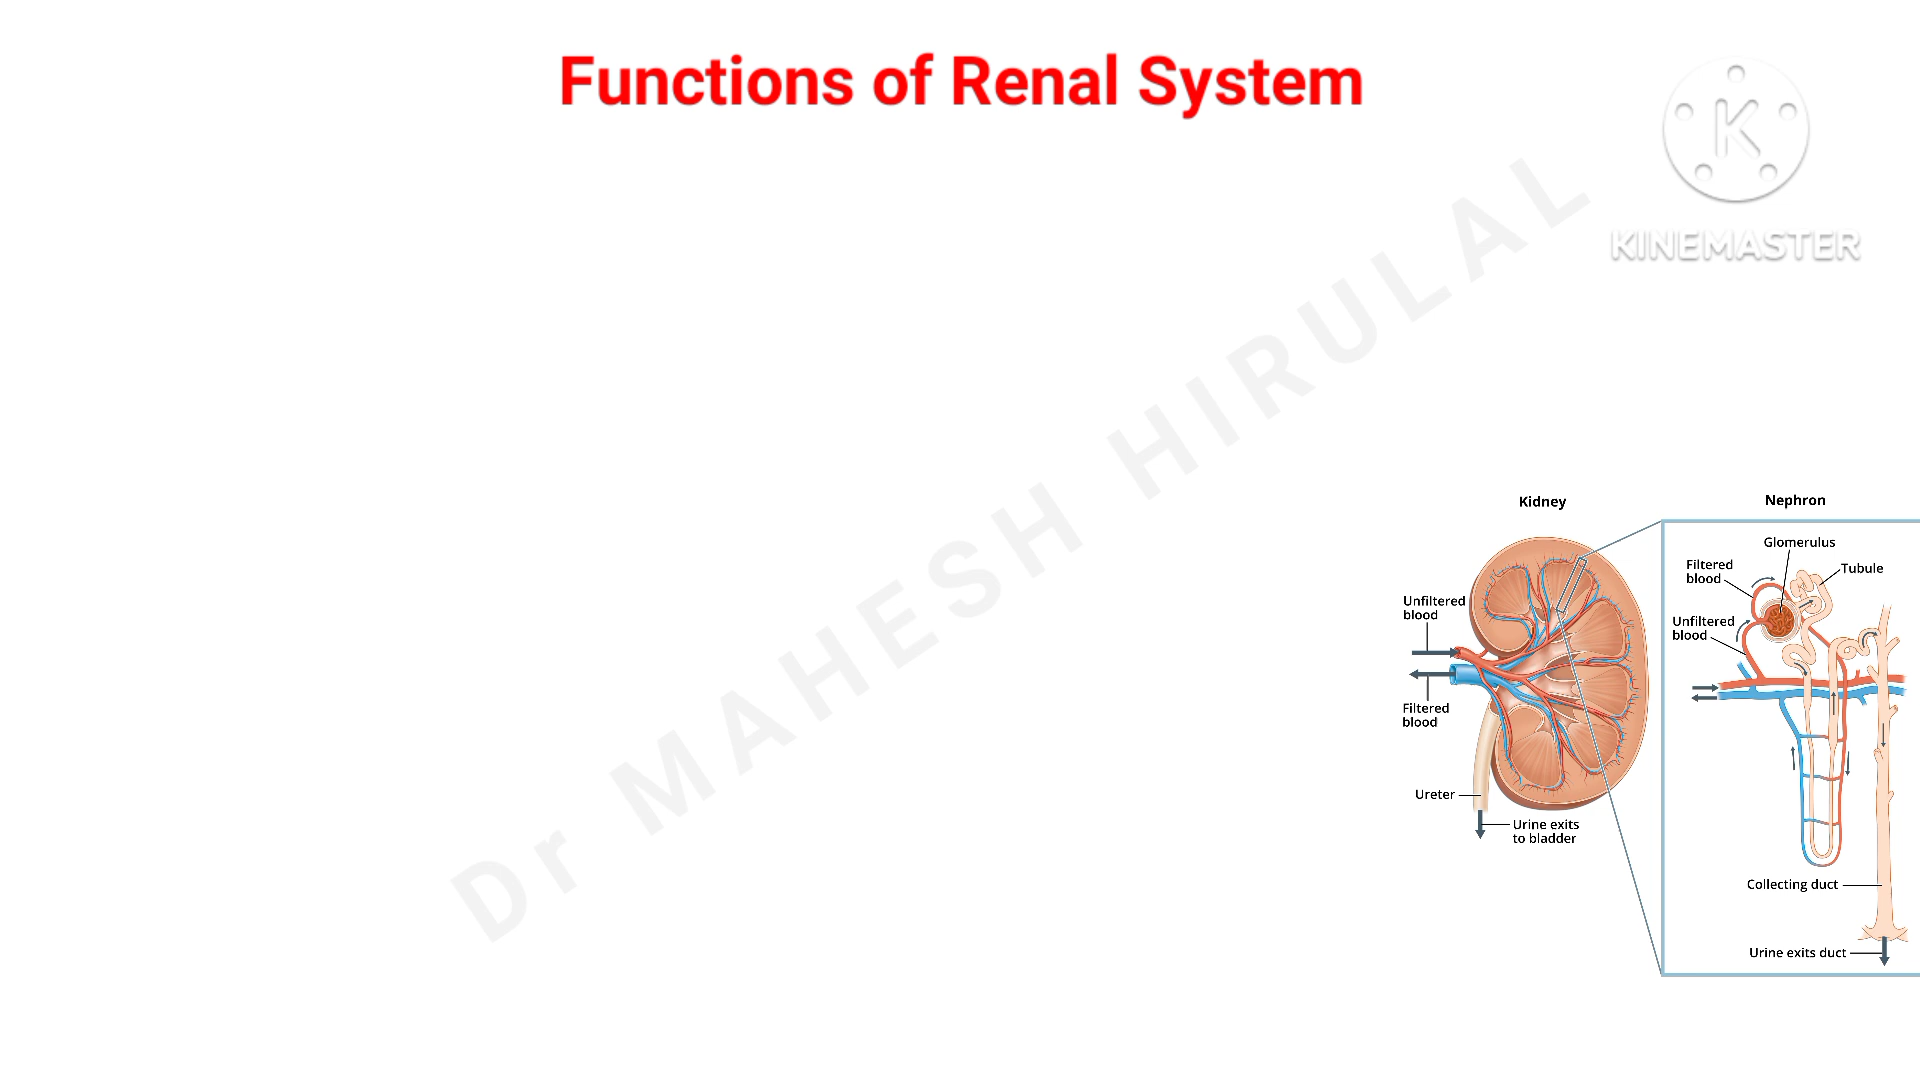 Functions of Renal System
K
KINEMASTER
Dr MAHESH HIRULAL
Kidney
Unfiltered
blood
Filtered
blood
Ureter
Urine exits
to bladder
Nephron
Glomerulus
Filtered
blood
Tubule
Unfiltered
blood
Collecting duct
Urine exits duct